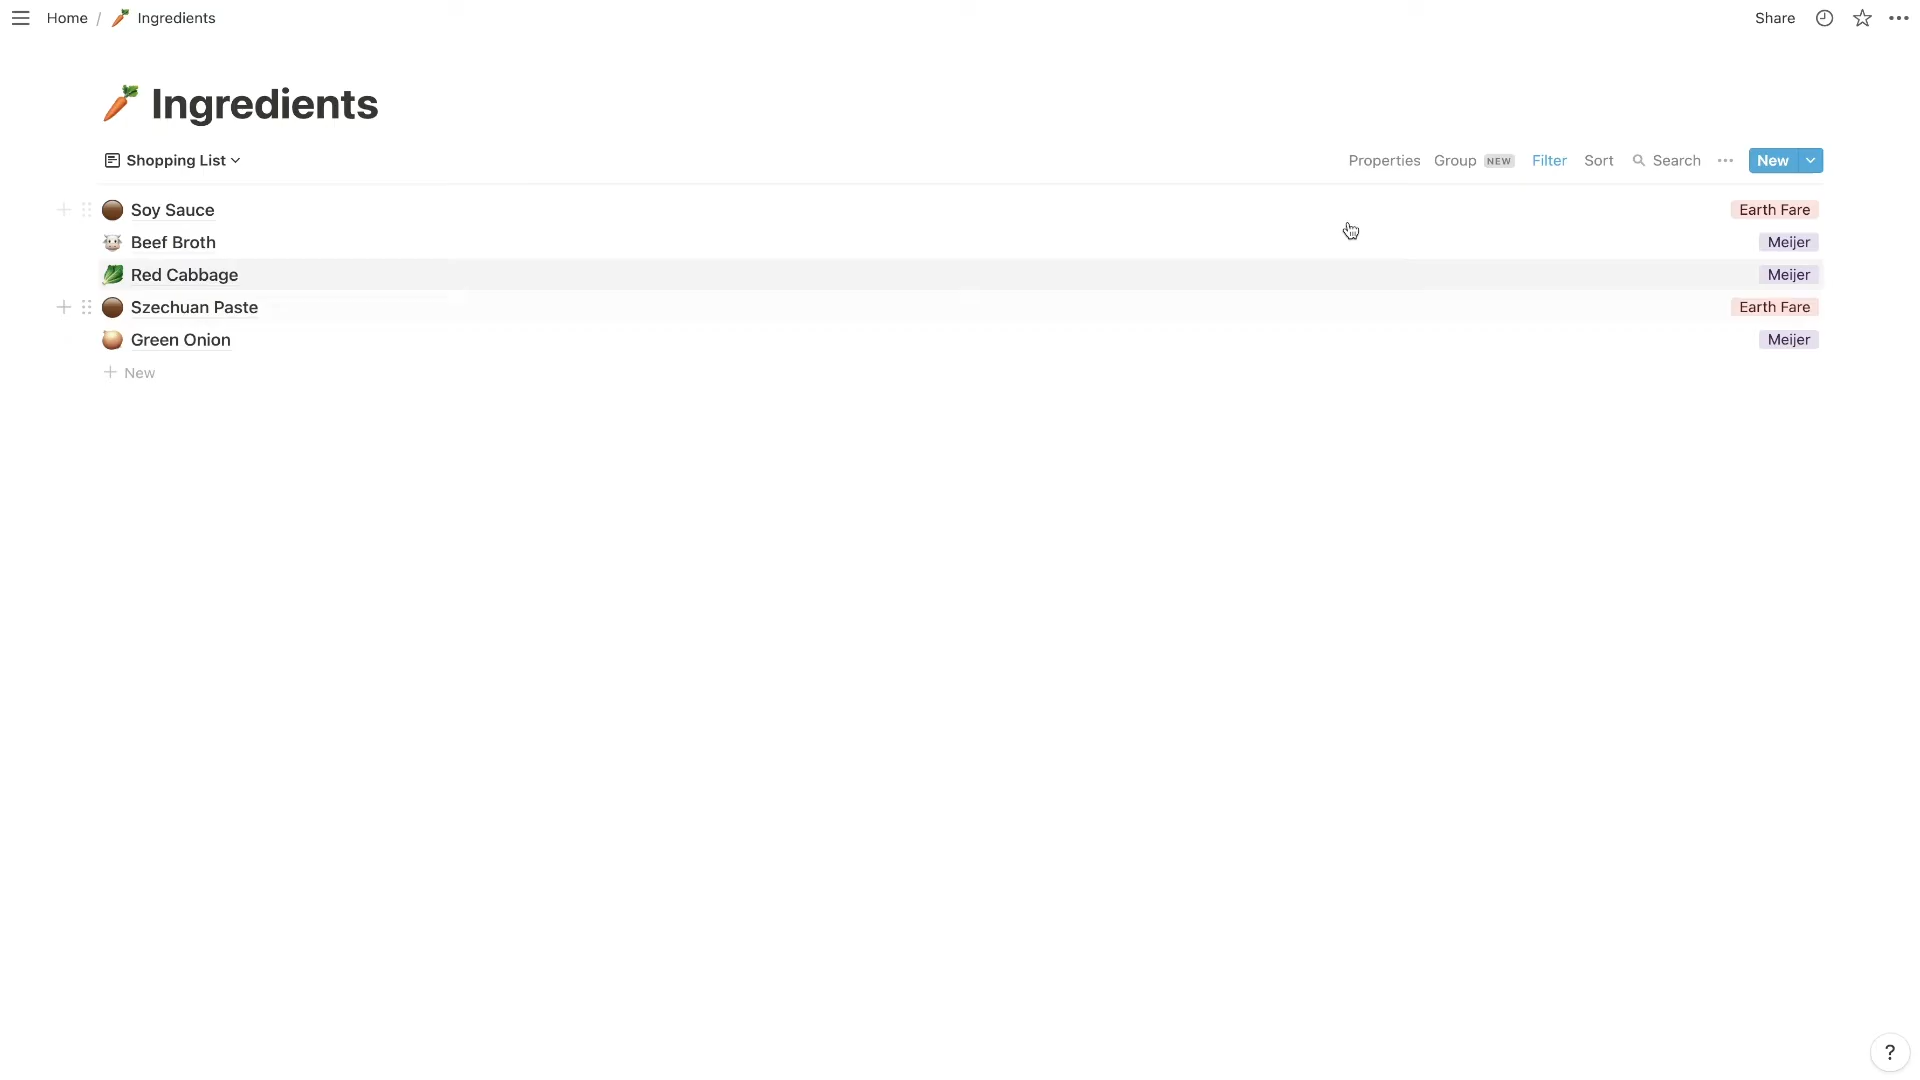 Home / Ingredients Share
Ingredients
Shopping List Properties Group NEW Filter Sort Search New
Soy Sauce Earth Fare
Beef Broth Meijer
Red Cabbage Meijer
Szechuan Paste Earth Fare
Green Onion Meijer
+ New
?